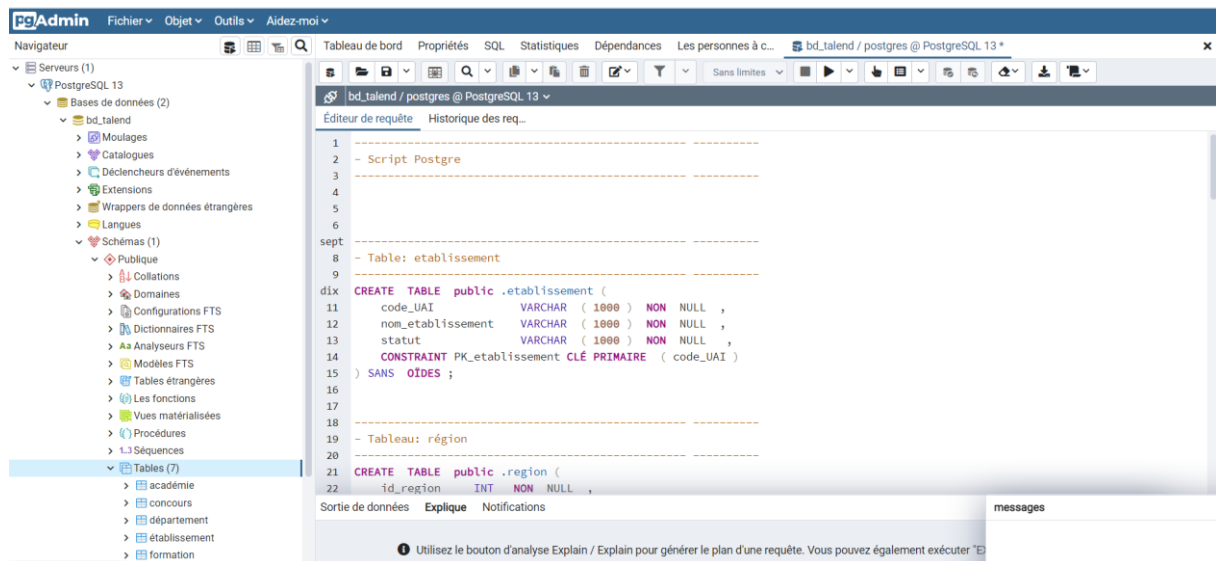 pgAdmin Fichier Objet Outils Aidez-moi
Navigateur
Tableau de bord Propriétés SQL Statistiques Dépendances Les personnes à c... bd_talend / postgres @ PostgreSQL 13 *
Serveurs (1)
PostgreSQL 13
Bases de données (2)
bd_talend
Moulages
Catalogues
Déclencheurs d'événements
Extensions
Wrappers de données étrangères
Langues
Schémas (1)
Publique
Collations
Domaines
Configurations FTS
Dictionnaires FTS
Aa Analyseurs FTS
Modèles FTS
Tables étrangères
Les fonctions
Vues matérialisées
Procédures
1..3 Séquences
Tables (7)
académie
concours
département
établissement
formation
Sans limites
bd_talend / postgres @ PostgreSQL 13
Éditeur de requête Historique des req...
1 ------------------------------------------------- ----------
2 - Script Postgre
3 ------------------------------------------------- ----------
4
5
6
sept ------------------------------------------------- ----------
8 - Table: etablissement
9 ------------------------------------------------- ----------
dix CREATE TABLE public .etablissement (
11 code_UAI VARCHAR ( 1000 ) NON NULL ,
12 nom_etablissement VARCHAR ( 1000 ) NON NULL ,
13 statut VARCHAR ( 1000 ) NON NULL ,
14 CONSTRAINT PK_etablissement CLÉ PRIMAIRE ( code_UAI )
15 ) SANS OÏDES ;
16
17
18 ------------------------------------------------- ----------
19 - Tableau: région
20 ------------------------------------------------- ----------
21 CREATE TABLE public .region (
22 id_region INT NON NULL ,
Sortie de données Explique Notifications
messages
Utilisez le bouton d'analyse Explain / Explain pour générer le plan d'une requête. Vous pouvez également exécuter "E